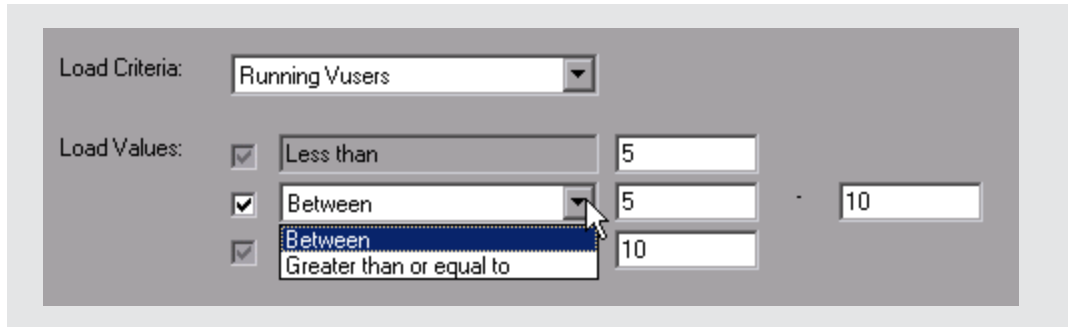 Load Criteria: Running Vusers
Load Values: Less than 5
Between 5 - 10
Between 10
Greater than or equal to